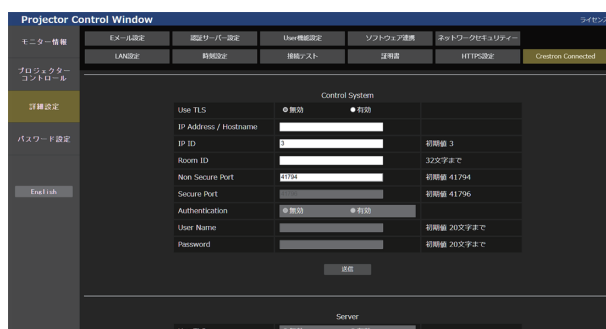 Projector Control Window
ライセンス
モニター情報
Eメール設定 認証サーバー設定 User機能設定 ソフトウェア連携 ネットワークセキュリティー
LAN設定 時刻設定 接続テスト 証明書 HTTPS設定 Crestron Connected
プロジェクター
コントロール
詳細設定
パスワード設定
English
Control System
Use TLS 無効 有効
IP Address / Hostname
IP ID 3 初期値 3
Room ID 32文字まで
Non Secure Port 41794 初期値 41794
Secure Port 初期値 41796
Authentication 無効 有効
User Name 初期値 20文字まで
Password 初期値 20文字まで
送信
Server